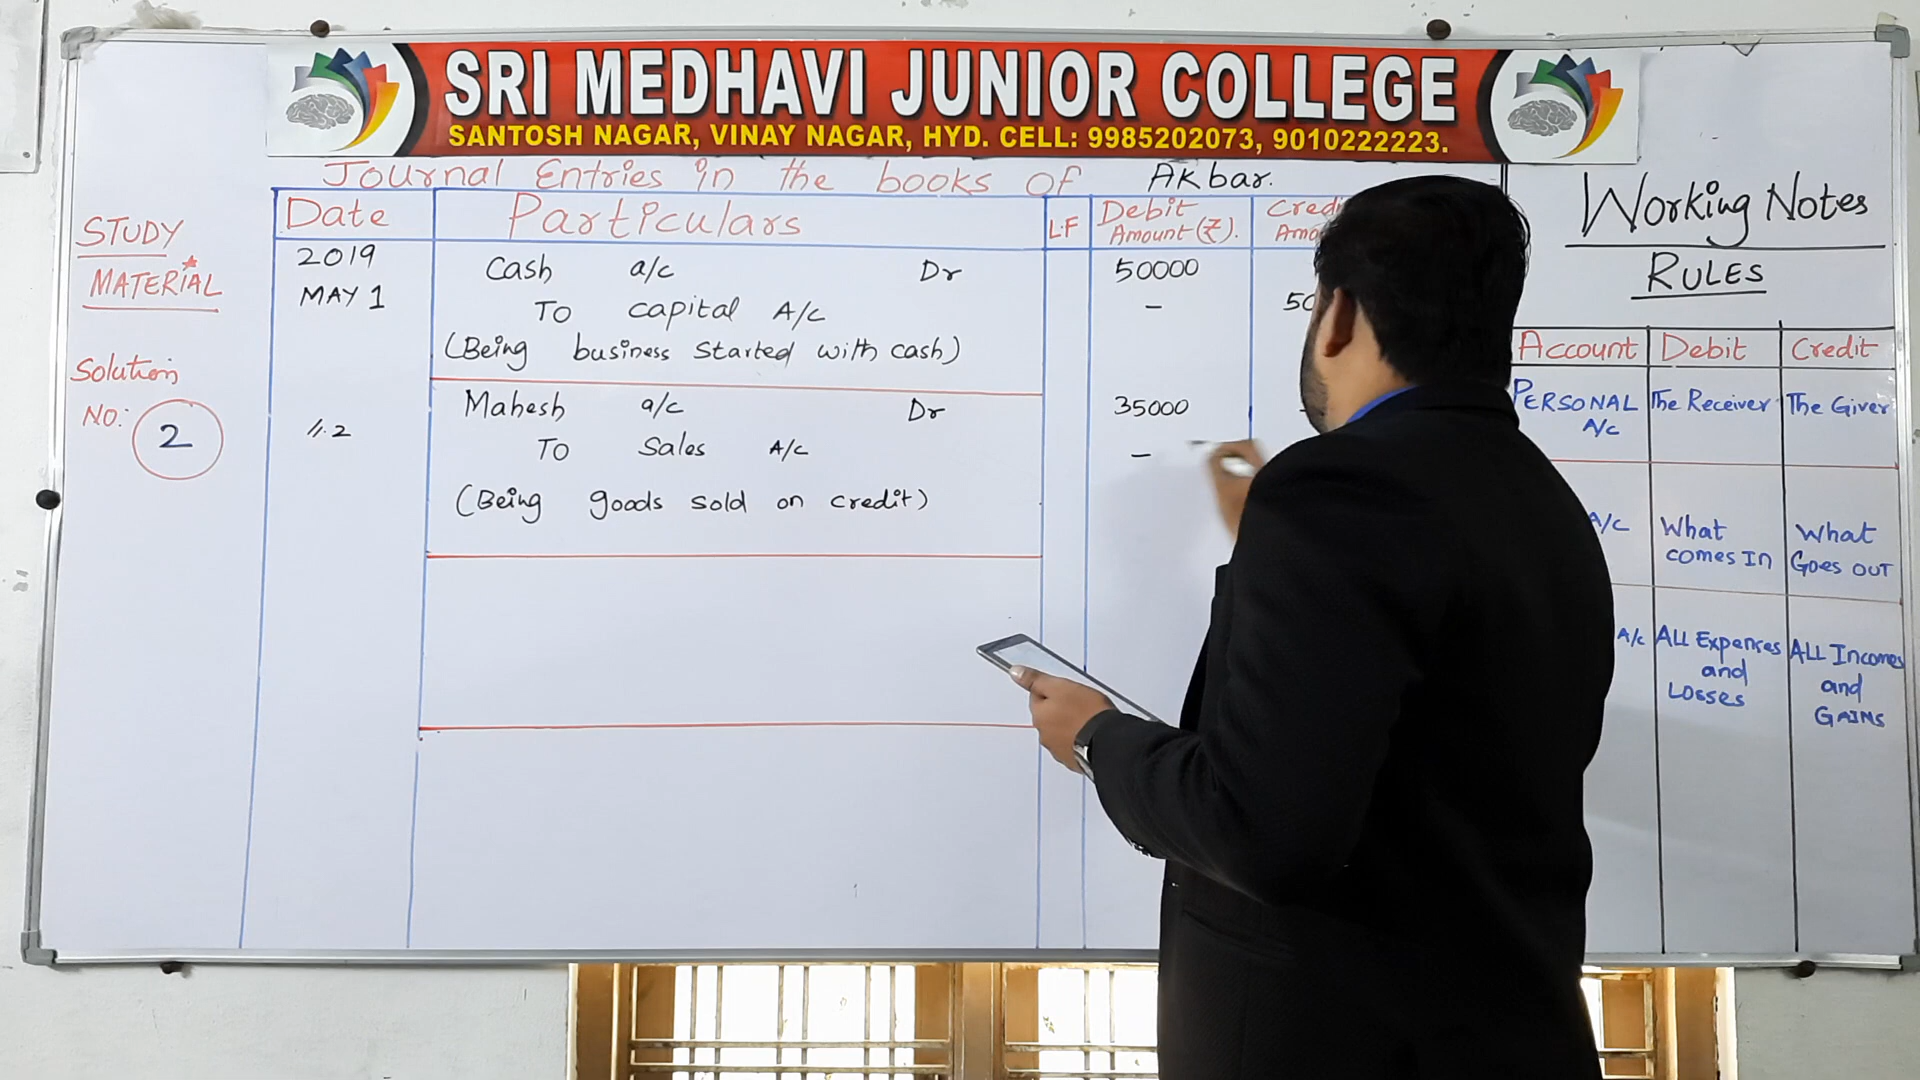 SRI MEDHAVI JUNIOR COLLEGE
SANTOSH NAGAR, VINAY NAGAR, HYD. CELL: 9985202073, 9010222223.
Journal Entries in the books of Akbar.
STUDY
MATERIAL
Solution
NO: 2
Date Particulars L.F Debit Amount (₹).
2019
MAY 1
Cash a/c Dr 50000
To capital A/c -
(Being business started with cash)
11.2
Mahesh a/c Dr 35000
To Sales A/c -
(Being goods sold on credit)
Working Notes
RULES
Account Debit Credit
PERSONAL A/c The Receiver The Giver
A/c What comes In What Goes OUT
A/c ALL Expenses and Losses ALL Incomes and GAINS